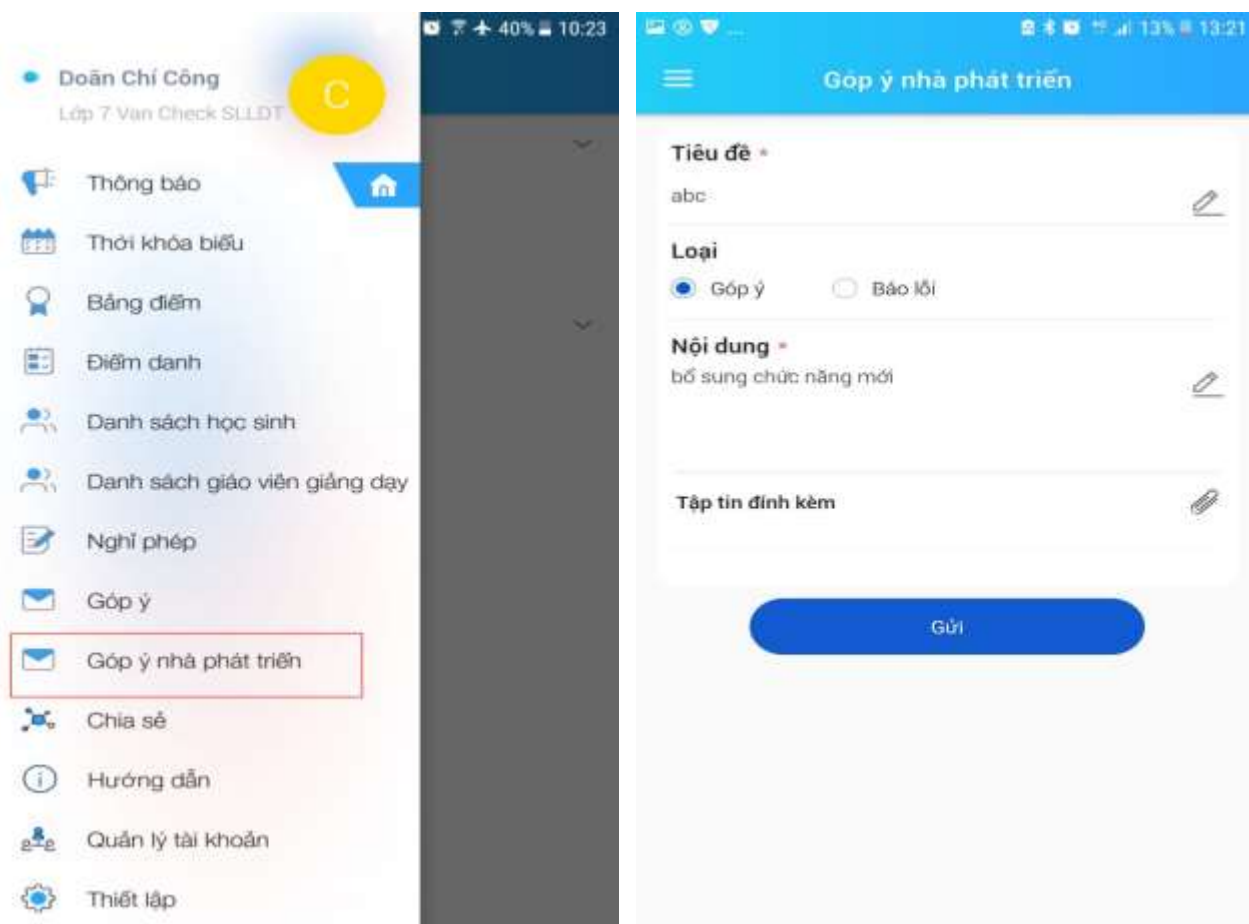 40% 10:23
Doãn Chí Công
C
Lớp 7 Van Check SLLDT
Thông báo
Thời khóa biểu
Bảng điểm
Điểm danh
Danh sách học sinh
Danh sách giáo viên giảng dạy
Nghỉ phép
Góp ý
Góp ý nhà phát triển
Chia sẻ
Hướng dẫn
Quản lý tài khoản
Thiết lập
... 13% 13:21
Góp ý nhà phát triển
Tiêu đề *
abc
Loại
Góp ý Báo lỗi
Nội dung *
bổ sung chức năng mới
Tập tin đính kèm
Gửi